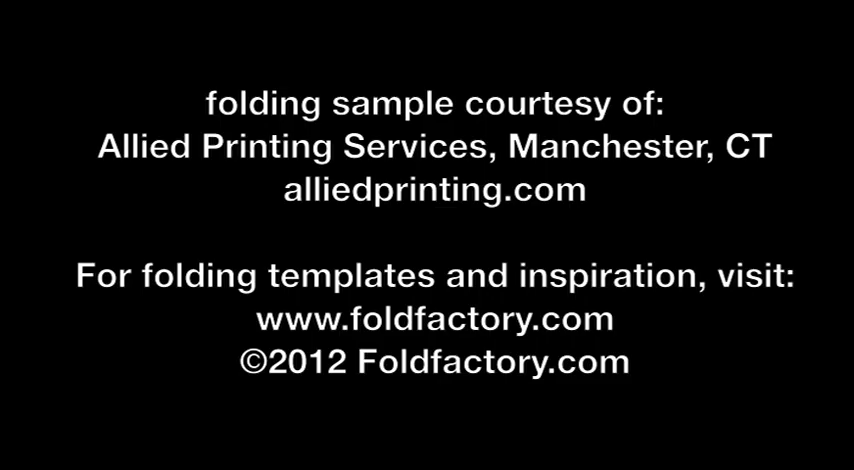 folding sample courtesy of:
Allied Printing Services, Manchester, CT
alliedprinting.com
For folding templates and inspiration, visit:
www.foldfactory.com
©2012 Foldfactory.com